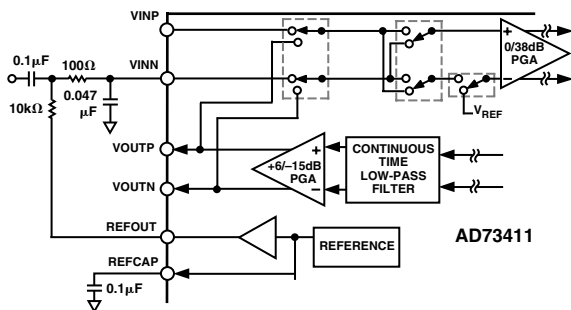 VINP
0.1µF
100Ω
VINN
0/38dB
PGA
+
–
10kΩ
0.047
µF
VREF
VOUTP
+
+6/–15dB
PGA
–
CONTINUOUS
TIME
LOW-PASS
FILTER
VOUTN
REFOUT
REFERENCE
AD73411
REFCAP
0.1µF